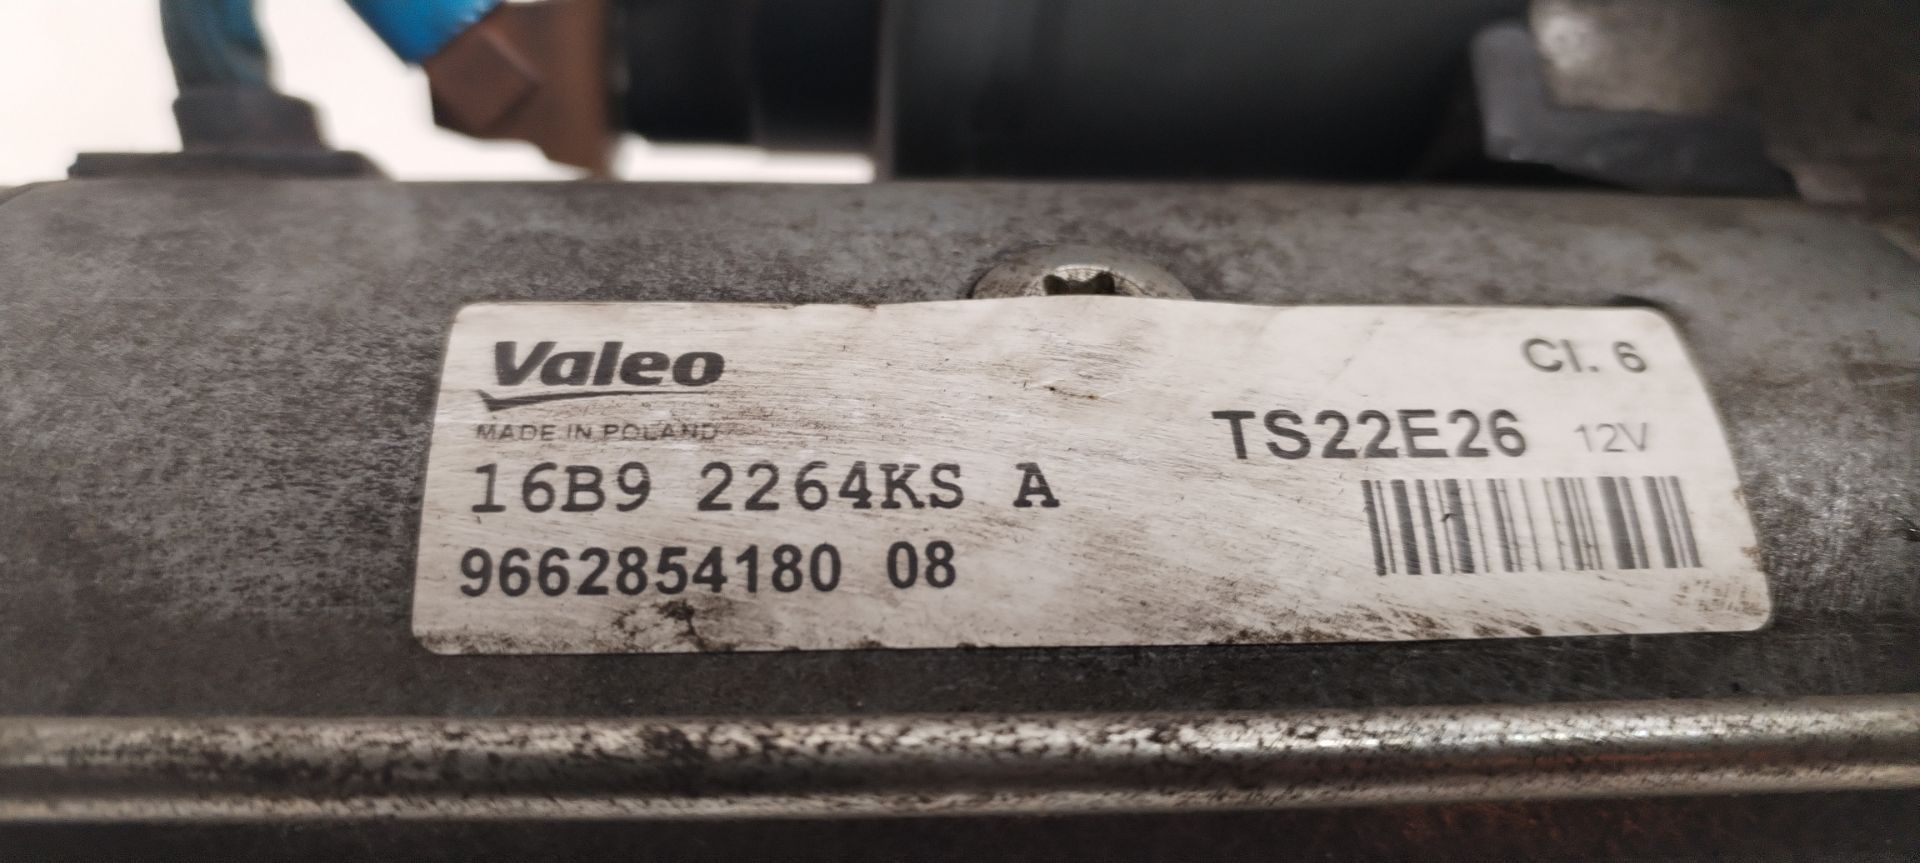 Valeo
Cl. 6
MADE IN POLAND
TS22E26 12V
16B9 2264KS A
9662854180 08